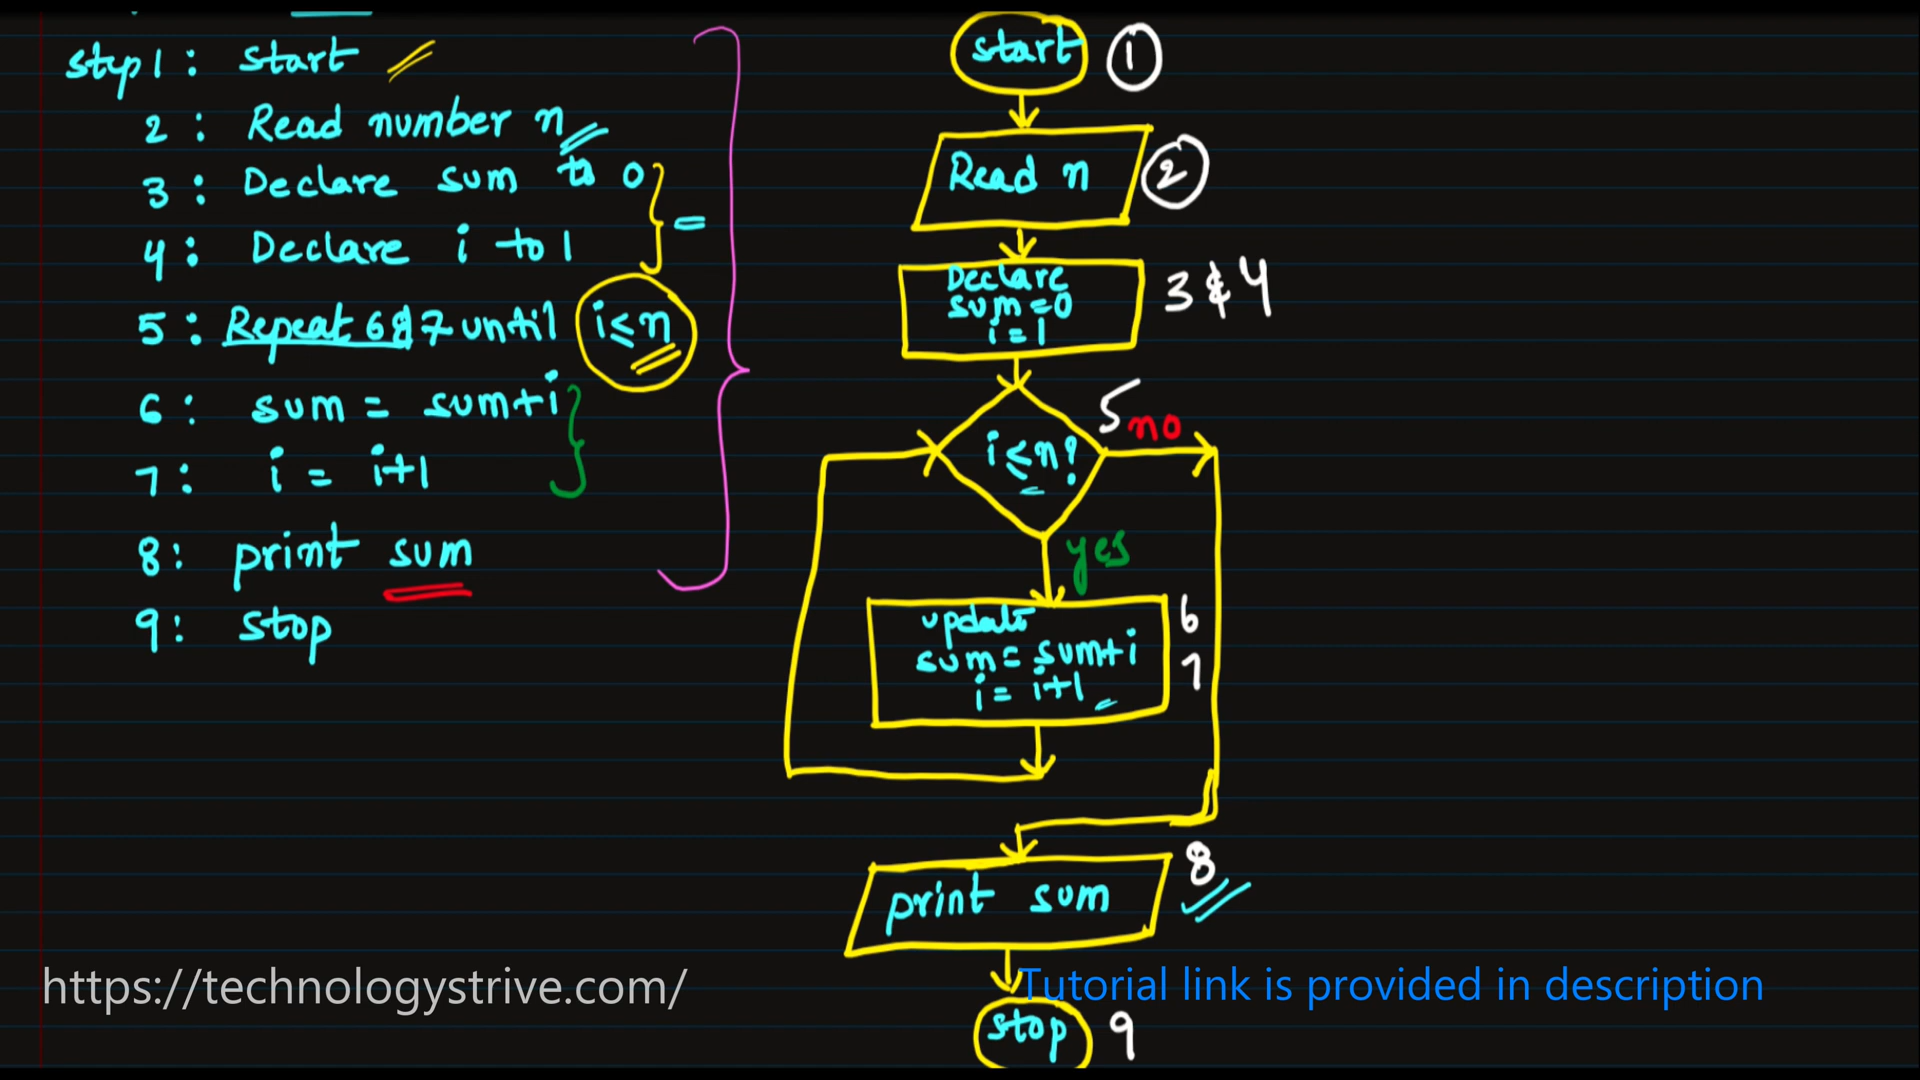 step 1: start
2: Read number n
3: Declare sum to 0
4: Declare i to 1
5: Repeat 6&7 until i≤n
6: sum = sum+i
7: i = i+1
8: print sum
9: stop
start 1
Read n 2
Declare
sum=0
i=1
3&4
i≤n?
5
no
yes
update
sum= sum+i
i= i+1
6
7
print sum 8
stop 9
https://technologystrive.com/
Tutorial link is provided in description